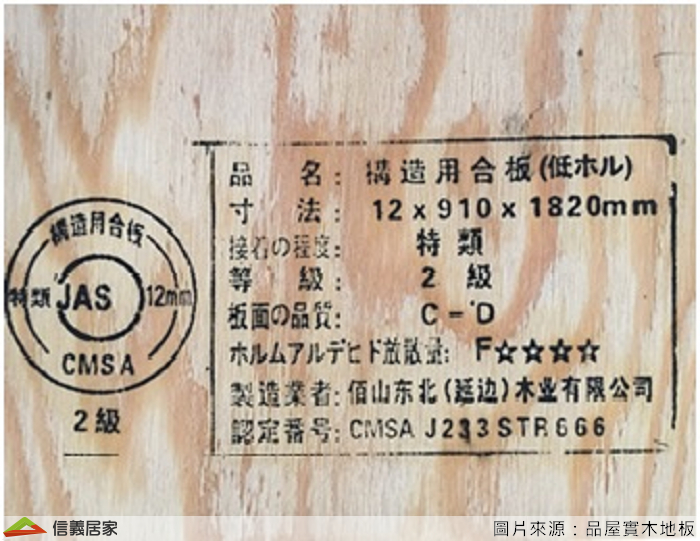 構造用合板
特類 JAS 12mm
CMSA
2級
品 名: 構造用合板(低ホル)
寸 法: 12 x 910 x 1820mm
接着の程度: 特 類
等 級: 2 級
板面の品質: C-D
ホルムアルデヒド放散量: F☆☆☆☆
製造業者: 佰山东北(延边)木业有限公司
認定番号: CMSA J233STR666
信義居家
圖片來源：品屋實木地板